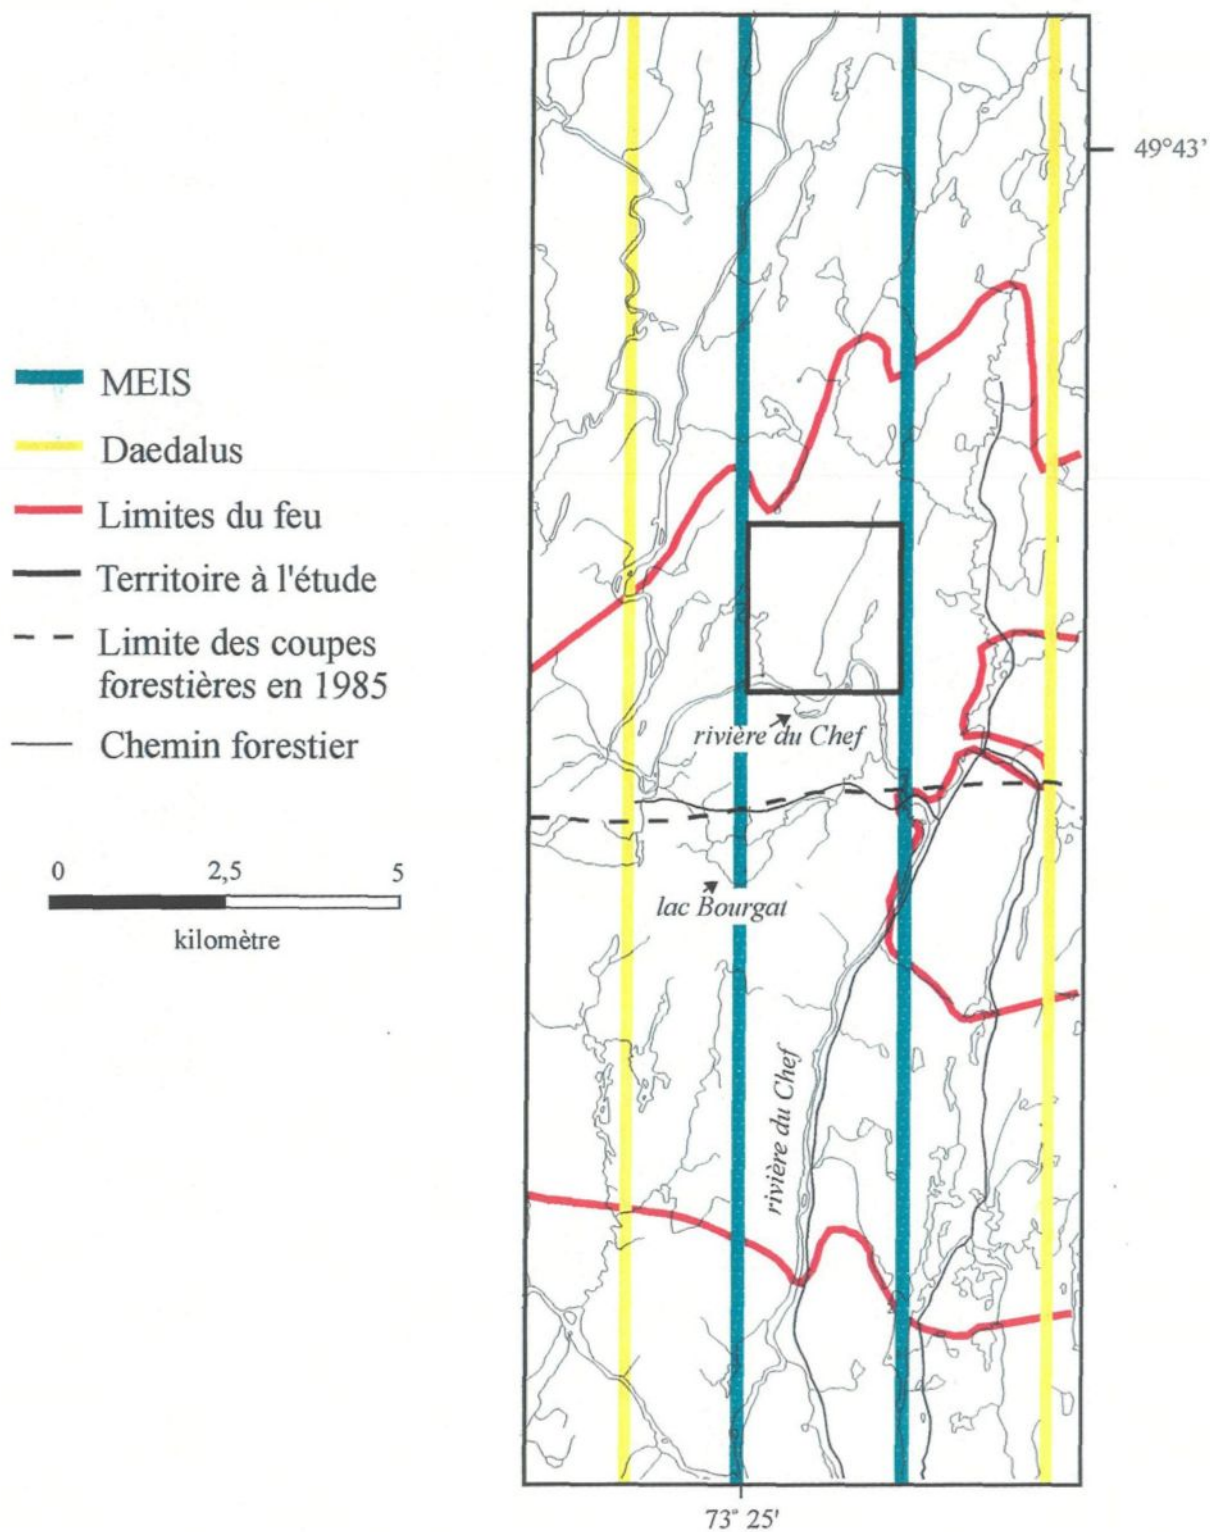 49°43'
MEIS
Daedalus
Limites du feu
Territoire à l'étude
Limite des coupes
forestières en 1985
Chemin forestier
0 2,5 5
kilomètre
rivière du Chef
lac Bourgat
rivière du Chef
73° 25'